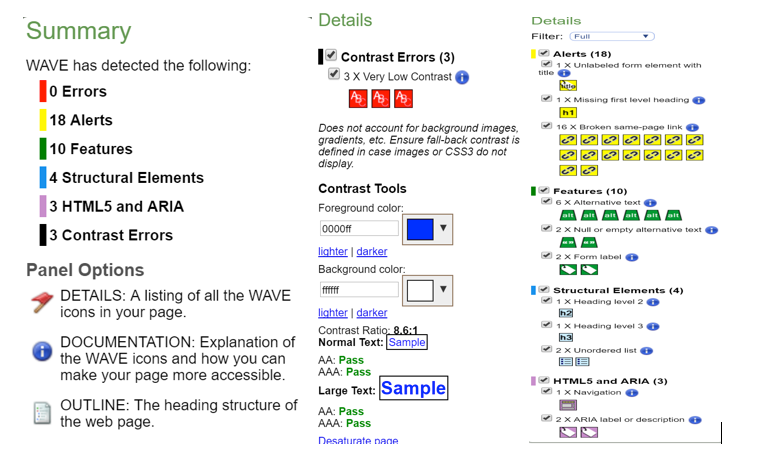 Summary
WAVE has detected the following:
0 Errors
18 Alerts
10 Features
4 Structural Elements
3 HTML5 and ARIA
3 Contrast Errors
Panel Options
DETAILS: A listing of all the WAVE
icons in your page.
DOCUMENTATION: Explanation of
the WAVE icons and how you can
make your page more accessible.
OUTLINE: The heading structure of
the web page.
Details
Contrast Errors (3)
3 X Very Low Contrast
Does not account for background images,
gradients, etc. Ensure fall-back contrast is
defined in case images or CSS3 do not
display.
Contrast Tools
Foreground color:
0000ff
lighter | darker
Background color:
ffffff
lighter | darker
Contrast Ratio: 8.6:1
Normal Text: Sample
AA: Pass
AAA: Pass
Large Text: Sample
AA: Pass
AAA: Pass
Desaturate page
Details
Filter: Full
Alerts (18)
1 X Unlabeled form element with
title
title
1 X Missing first level heading
h1
16 X Broken same-page link
Features (10)
6 X Alternative text
alt alt alt alt alt alt
2 X Null or empty alternative text
2 X Form label
Structural Elements (4)
1 X Heading level 2
h2
1 X Heading level 3
h3
2 X Unordered list
HTML5 and ARIA (3)
1 X Navigation
2 X ARIA label or description